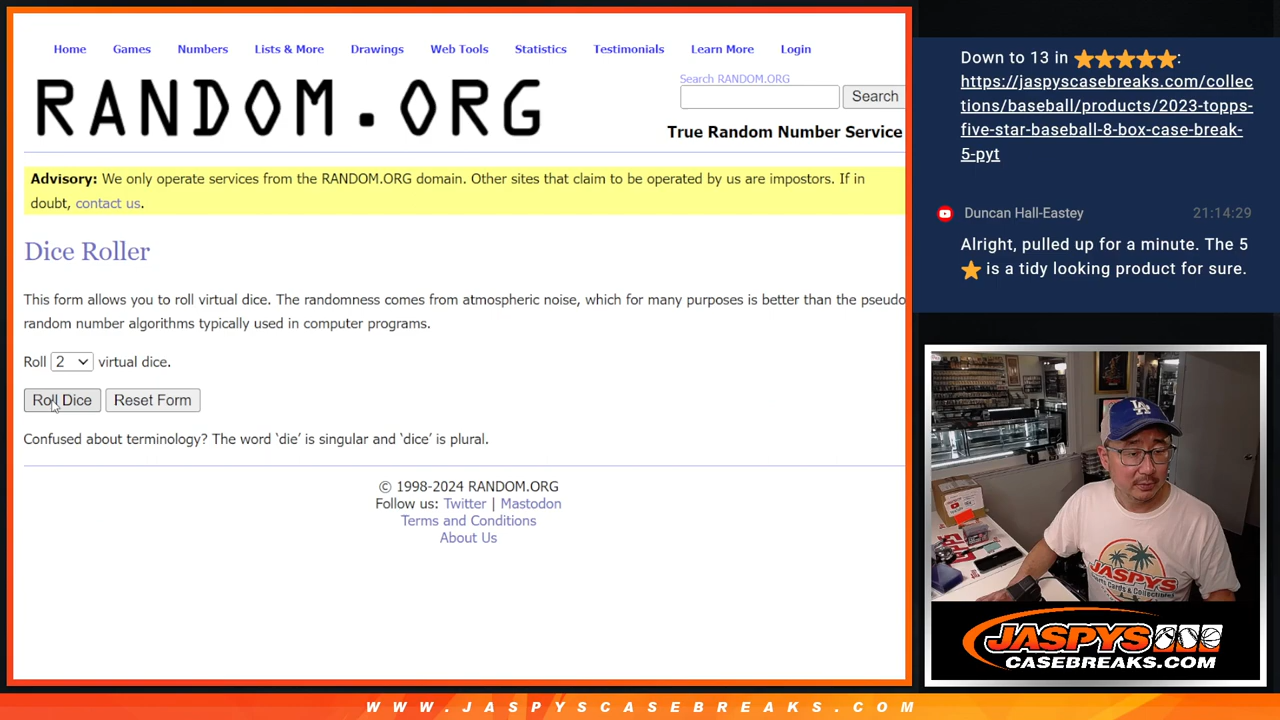 Home Games Numbers Lists & More Drawings Web Tools Statistics Testimonials Learn More Login
RANDOM.ORG
Search RANDOM.ORG
Search
True Random Number Service
Advisory: We only operate services from the RANDOM.ORG domain. Other sites that claim to be operated by us are impostors. If in
doubt, contact us.
Dice Roller
This form allows you to roll virtual dice. The randomness comes from atmospheric noise, which for many purposes is better than the pseudo
random number algorithms typically used in computer programs.
Roll 2 virtual dice.
Roll Dice Reset Form
Confused about terminology? The word ‘die’ is singular and ‘dice’ is plural.
© 1998-2024 RANDOM.ORG
Follow us: Twitter | Mastodon
Terms and Conditions
About Us
Down to 13 in ⭐⭐⭐⭐⭐:
https://jaspyscasebreaks.com/collec
tions/baseball/products/2023-topps-
five-star-baseball-8-box-case-break-
5-pyt
Duncan Hall-Eastey 21:14:29
Alright, pulled up for a minute. The 5
⭐ is a tidy looking product for sure.
LA
JASPYS
JASPYS
CASEBREAKS.COM
WWW.JASPYSCASEBREAKS.COM